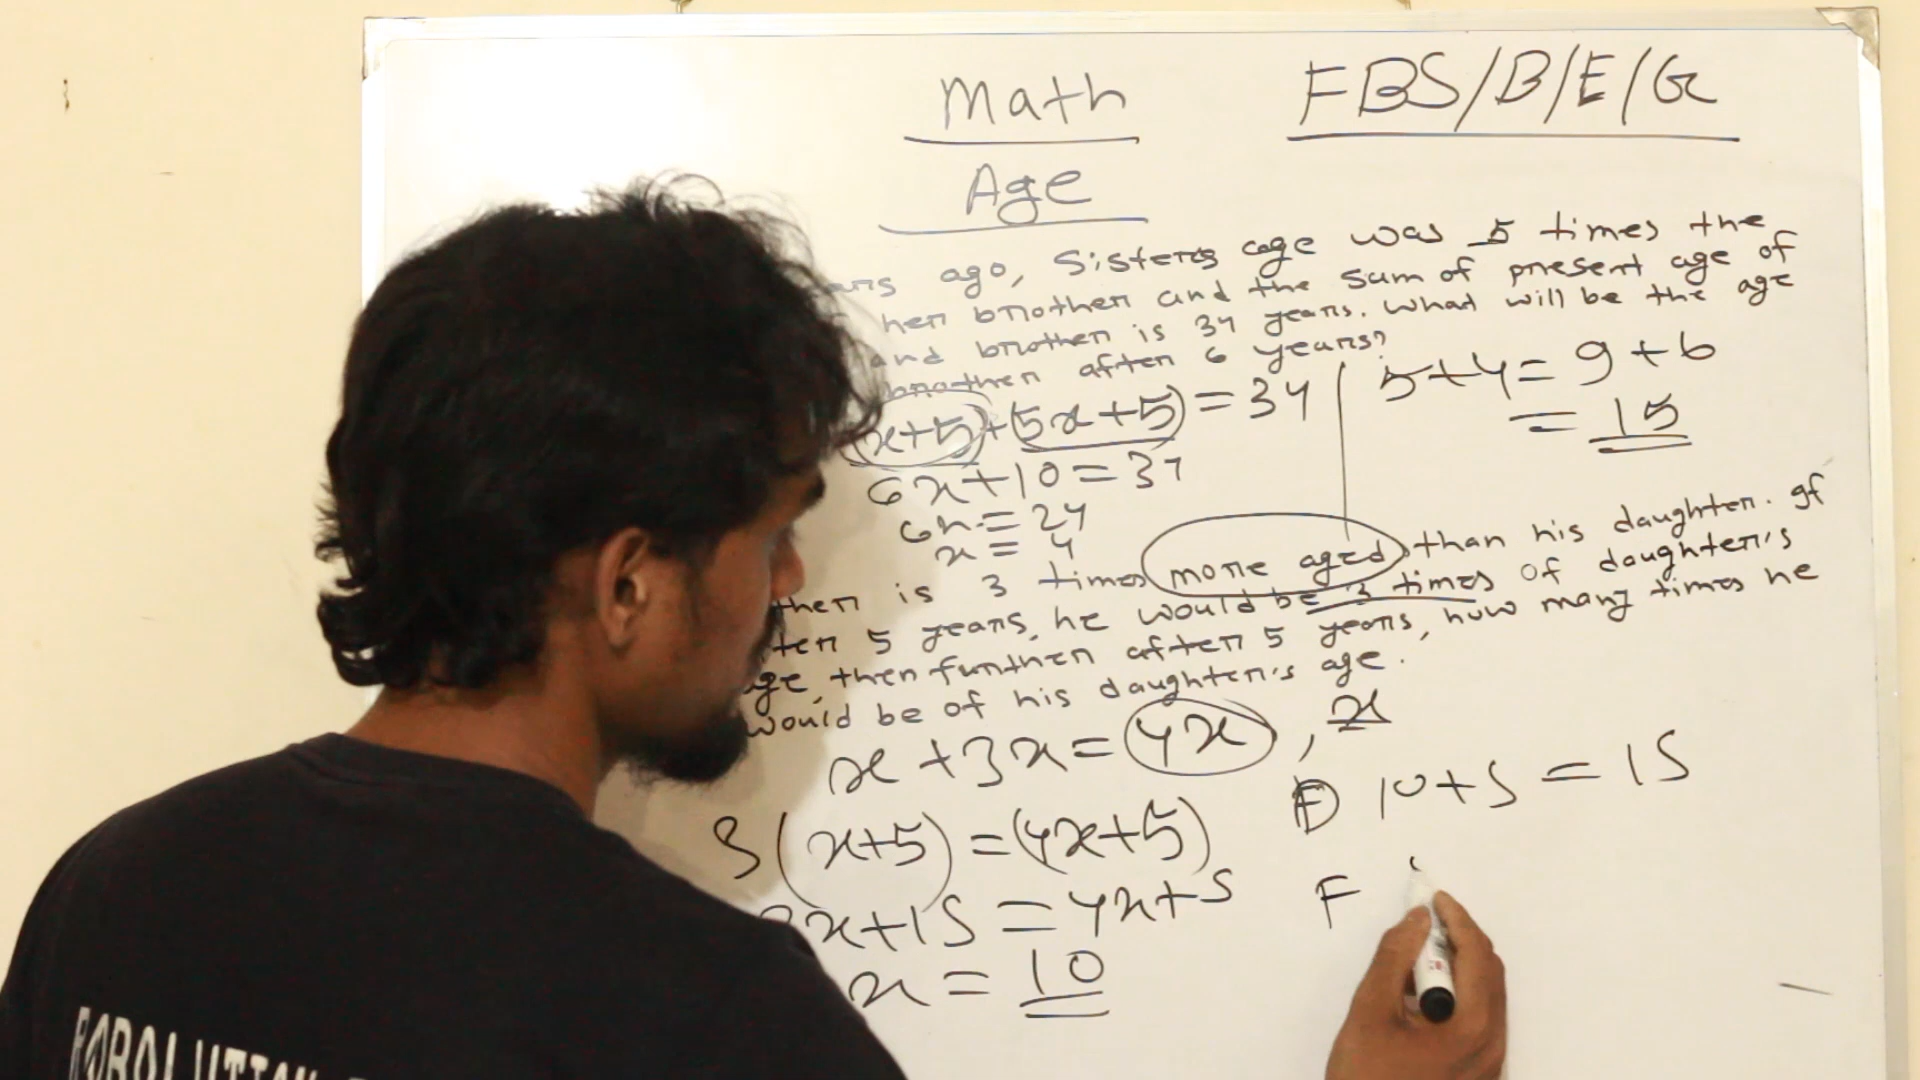 Math
FBS/B/E/G
Age
ago, Sister's age was 5 times the
her brother and the sum of present age of
and brother is 34 years. What will be the age
brother after 6 years?
(x+5)+(5x+5)=34
5+4=9+6
=15
6x+10=34
6x=24
x=4
is 3 times more aged than his daughter. If
5 years, he would be 3 times of daughter's
then further after 5 years, how many times he
would be of his daughter's age.
x+3x=4x, x
3(x+5)=(4x+5)
D 10+5=15
x+15=4x+5
F
x=10